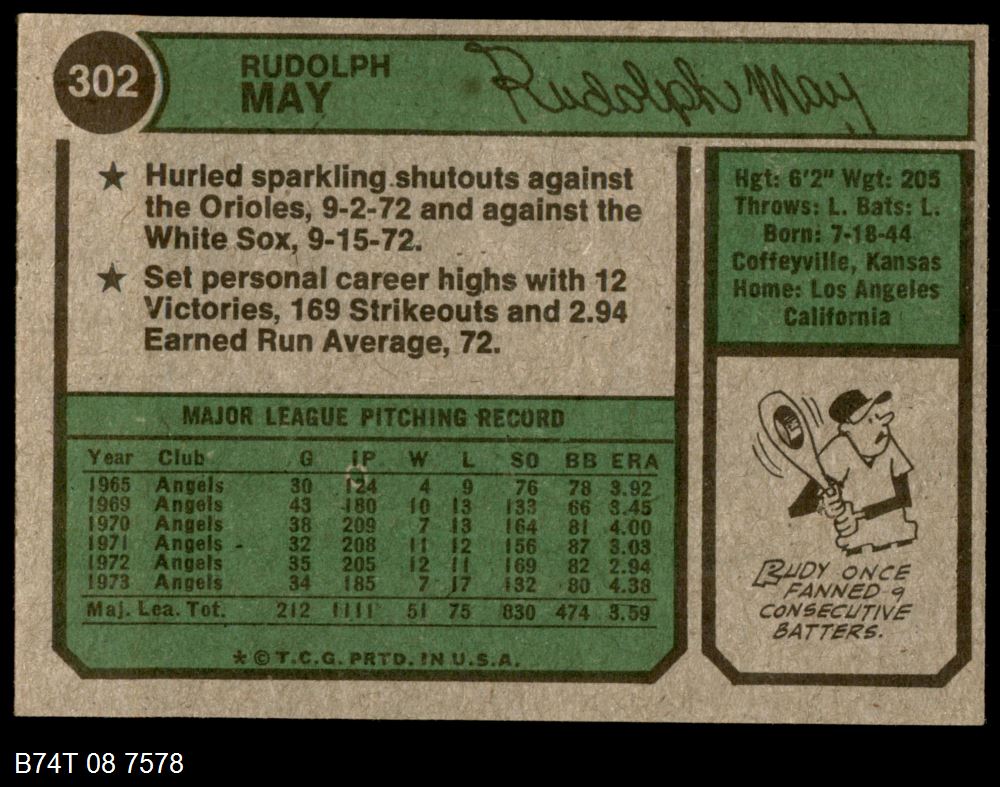 302
RUDOLPH
MAY
Rudolph May
★ Hurled sparkling shutouts against
the Orioles, 9-2-72 and against the
White Sox, 9-15-72.
★ Set personal career highs with 12
Victories, 169 Strikeouts and 2.94
Earned Run Average, 72.
Hgt: 6'2" Wgt: 205
Throws: L. Bats: L.
Born: 7-18-44
Coffeyville, Kansas
Home: Los Angeles
California
MAJOR LEAGUE PITCHING RECORD
Year Club G IP W L SO BB ERA
1965 Angels 30 124 4 9 76 78 3.92
1969 Angels 43 180 10 13 133 66 3.45
1970 Angels 38 209 7 13 164 81 4.00
1971 Angels 32 208 11 12 156 87 3.03
1972 Angels 35 205 12 11 169 82 2.94
1973 Angels 34 185 7 17 132 80 4.38
Maj. Lea. Tot. 212 1111 51 75 830 474 3.59
* © T.C.G. PRTD. IN U.S.A.
RUDY ONCE
FANNED 9
CONSECUTIVE
BATTERS.
B74T 08 7578